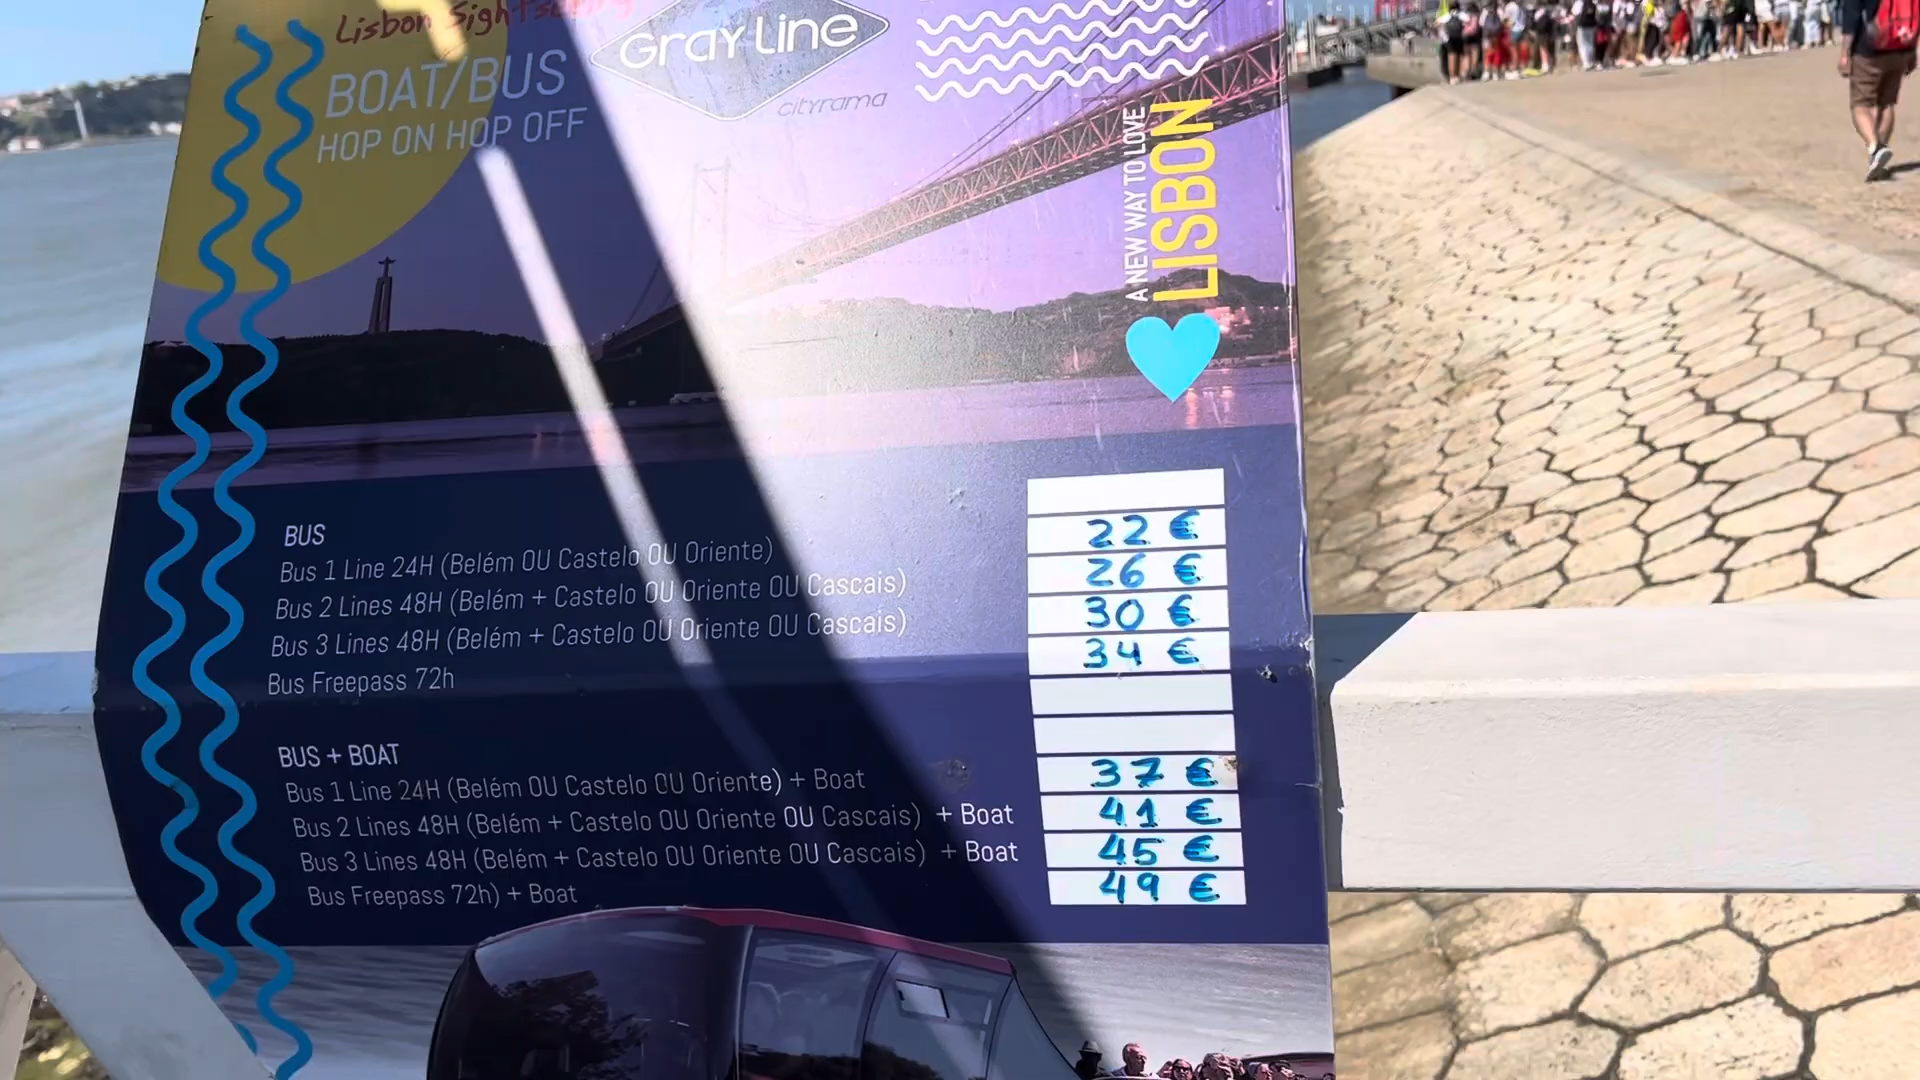 Lisbon Sightseeing
BOAT/BUS
HOP ON HOP OFF
GRAY LINE
cityrama
A NEW WAY TO LOVE
LISBON
BUS
Bus 1 Line 24H (Belém OU Castelo OU Oriente) 22 €
Bus 2 Lines 48H (Belém + Castelo OU Oriente OU Cascais) 26 €
Bus 3 Lines 48H (Belém + Castelo OU Oriente OU Cascais) 30 €
Bus Freepass 72h 34 €
BUS + BOAT
Bus 1 Line 24H (Belém OU Castelo OU Oriente) + Boat 37 €
Bus 2 Lines 48H (Belém + Castelo OU Oriente OU Cascais) + Boat 41 €
Bus 3 Lines 48H (Belém + Castelo OU Oriente OU Cascais) + Boat 45 €
Bus Freepass 72h) + Boat 49 €